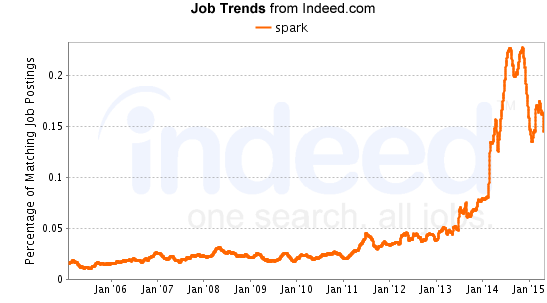 Job Trends from Indeed.com
spark
Percentage of Matching Job Postings
0.2
0.15
0.1
0.05
0
indeed™
one search. all jobs.
Jan '06 Jan '07 Jan '08 Jan '09 Jan '10 Jan '11 Jan '12 Jan '13 Jan '14 Jan '15